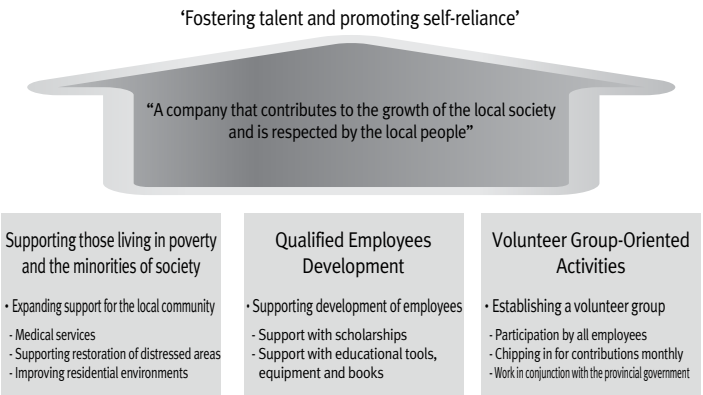 ‘Fostering talent and promoting self-reliance’
“A company that contributes to the growth of the local society
and is respected by the local people”
Supporting those living in poverty
and the minorities of society
• Expanding support for the local community
- Medical services
- Supporting restoration of distressed areas
- Improving residential environments
Qualified Employees
Development
• Supporting development of employees
- Support with scholarships
- Support with educational tools,
equipment and books
Volunteer Group-Oriented
Activities
• Establishing a volunteer group
- Participation by all employees
- Chipping in for contributions monthly
- Work in conjunction with the provincial government